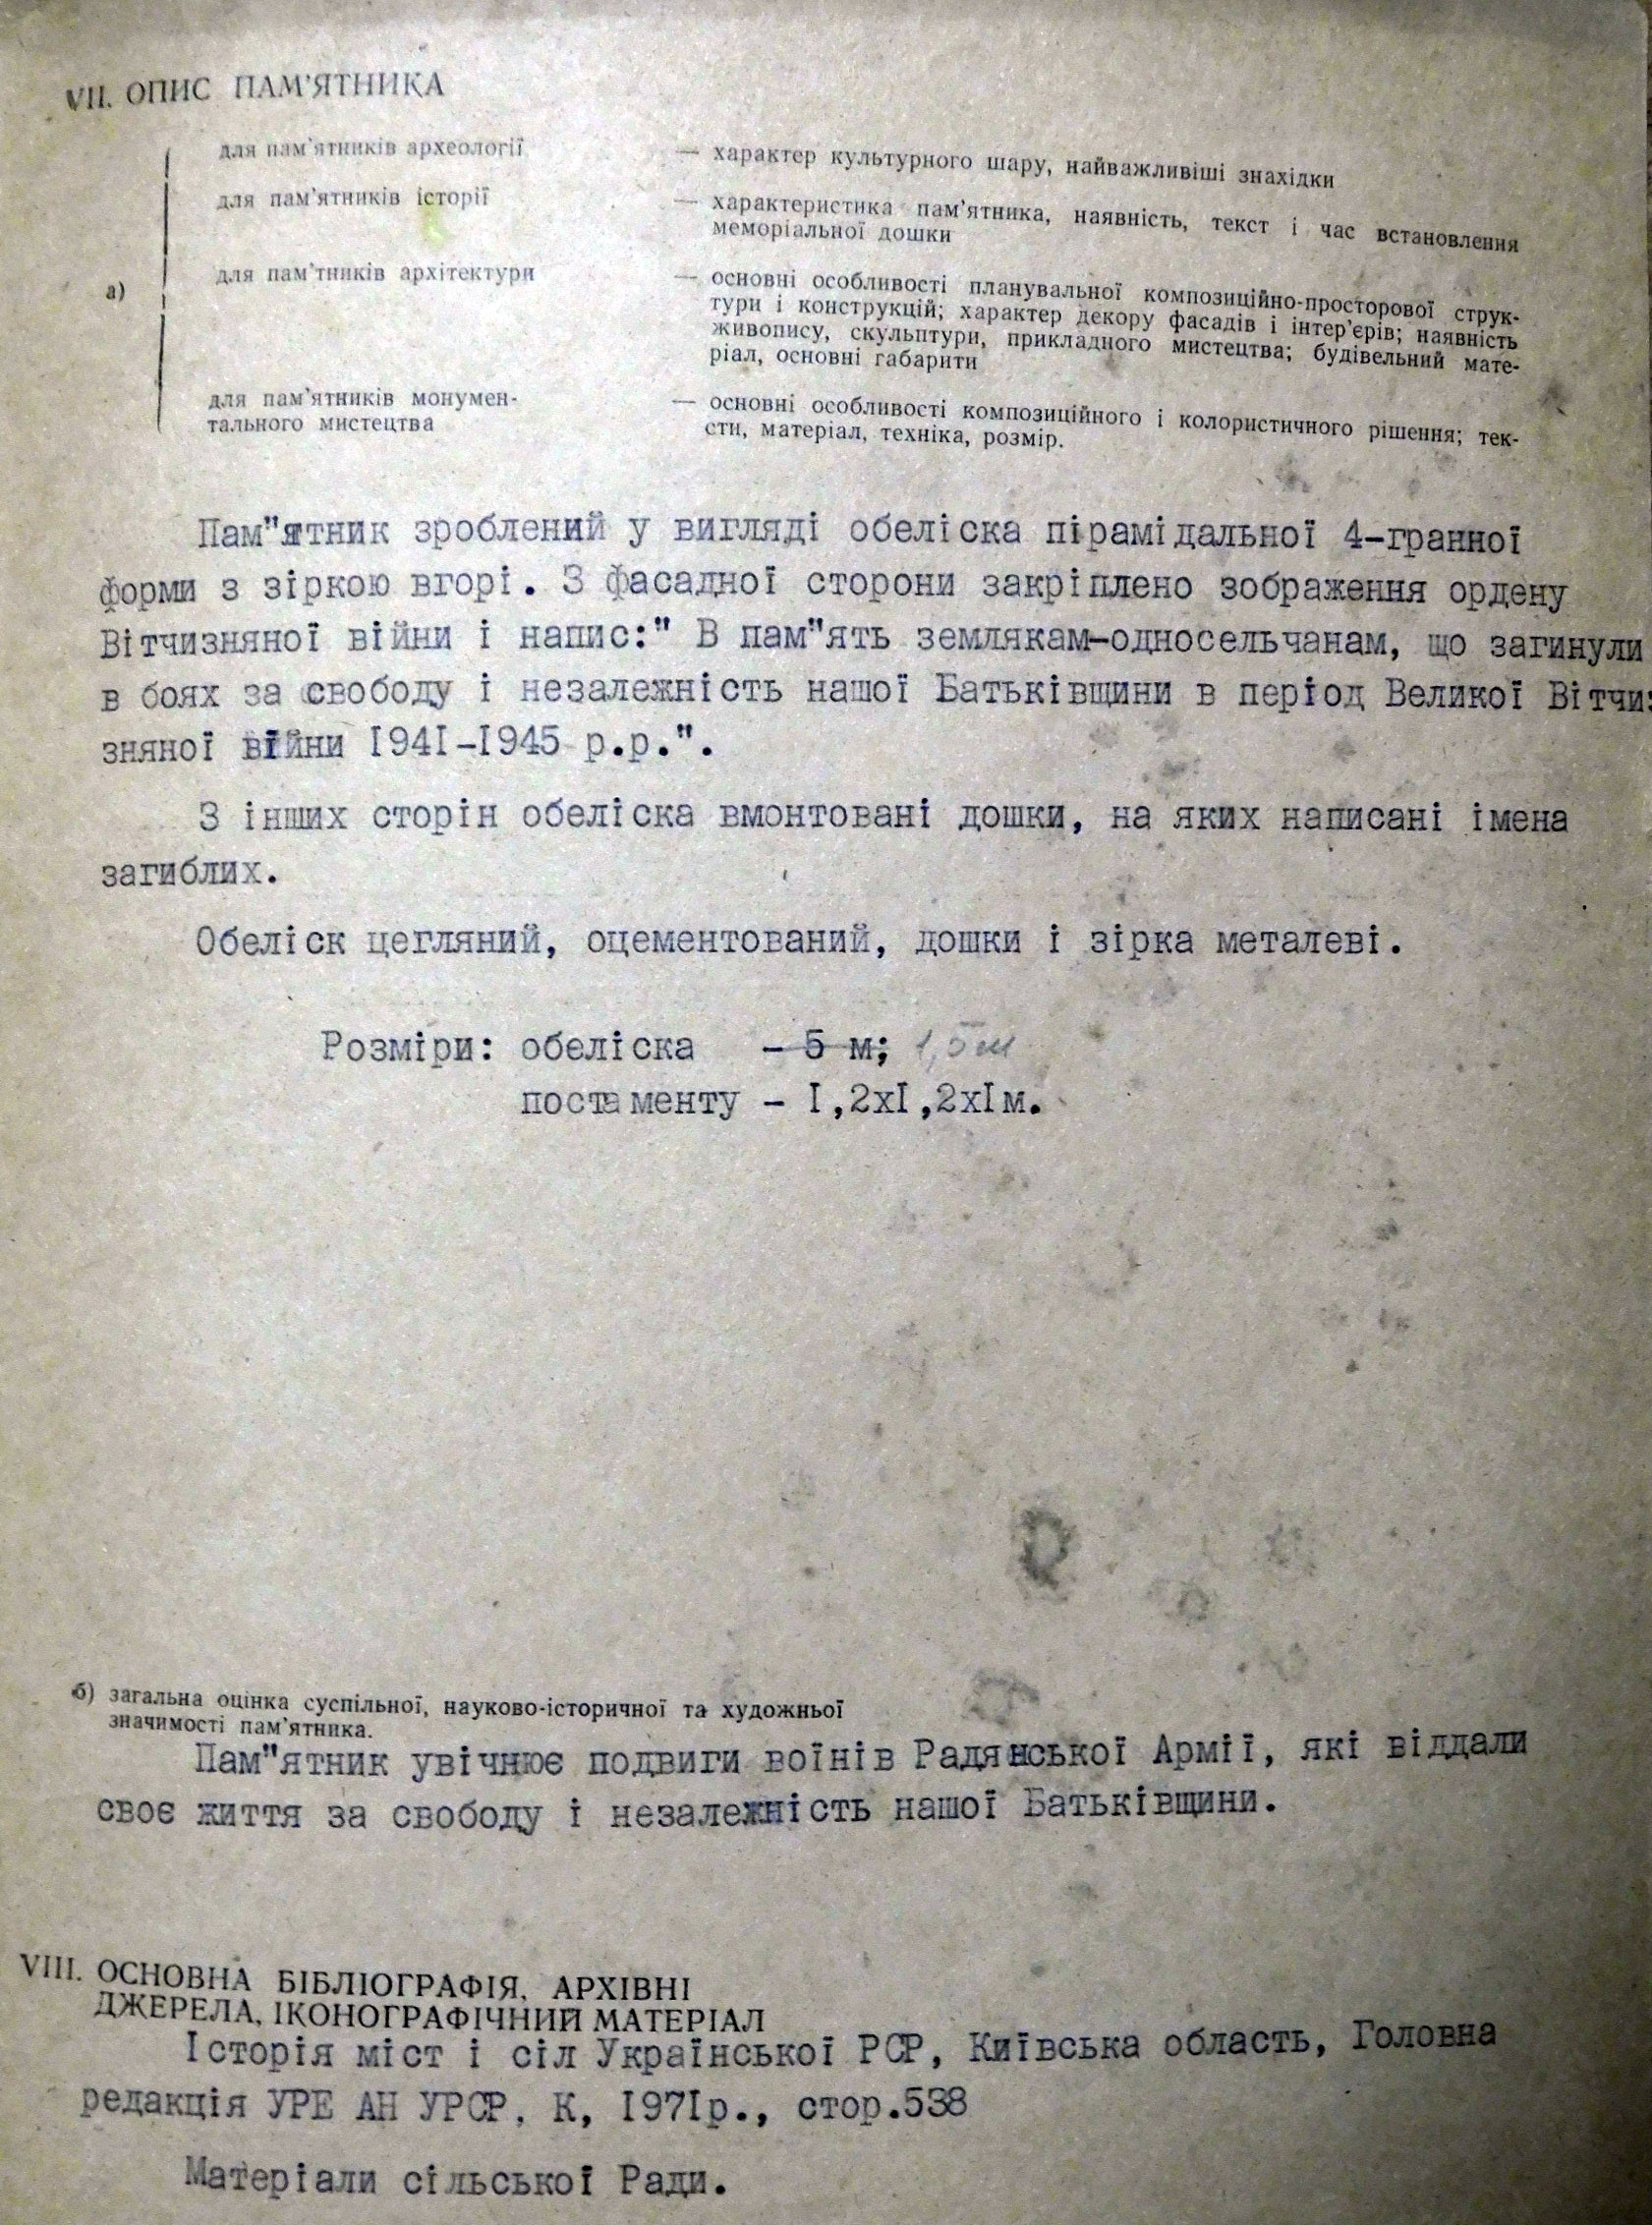 VII. ОПИС ПАМ'ЯТНИКА
для пам'ятників археології — характер культурного шару, найважливіші знахідки
для пам'ятників історії — характеристика пам'ятника, наявність, текст і час встановлення
меморіальної дошки
а) для пам'тників архітектури — основні особливості планувальної композиційно-просторової струк-
тури і конструкцій; характер декору фасадів і інтер'єрів; наявність
живопису, скульптури, прикладного мистецтва; будівельний мате-
ріал, основні габарити
для пам'ятників монумен- — основні особливості композиційного і колористичного рішення; тек-
тального мистецтва сти, матеріал, техніка, розмір.
Пам"ятник зроблений у вигляді обеліска пірамідальної 4-гранної
форми з зіркою вгорі. З фасадної сторони закріплено зображення ордену
Вітчизняної війни і напис:" В пам"ять землякам-односельчанам, що загинули
в боях за свободу і незалежність нашої Батьківщини в період Великої Вітчи
зняної війни І94І-І945 р.р.".
З інших сторін обеліска вмонтовані дошки, на яких написані імена
загиблих.
Обеліск цегляний, оцементований, дошки і зірка металеві.
Розміри: обеліска - 5 м; 1,5 м
постаменту - І,2хІ,2хІм.
б) загальна оцінка суспільної, науково-історичної та художньої
значимості пам'ятника.
Пам"ятник увічнює подвиги воїнів Радянської Армії, які віддали
своє життя за свободу і незалежність нашої Батьківщини.
VIII. ОСНОВНА БІБЛІОГРАФІЯ, АРХІВНІ
ДЖЕРЕЛА, ІКОНОГРАФІЧНИЙ МАТЕРІАЛ
Історія міст і сіл Української РСР, Київська область, Головна
редакція УРЕ АН УРСР, К, І97Ір., стор.538
Матеріали сільської Ради.